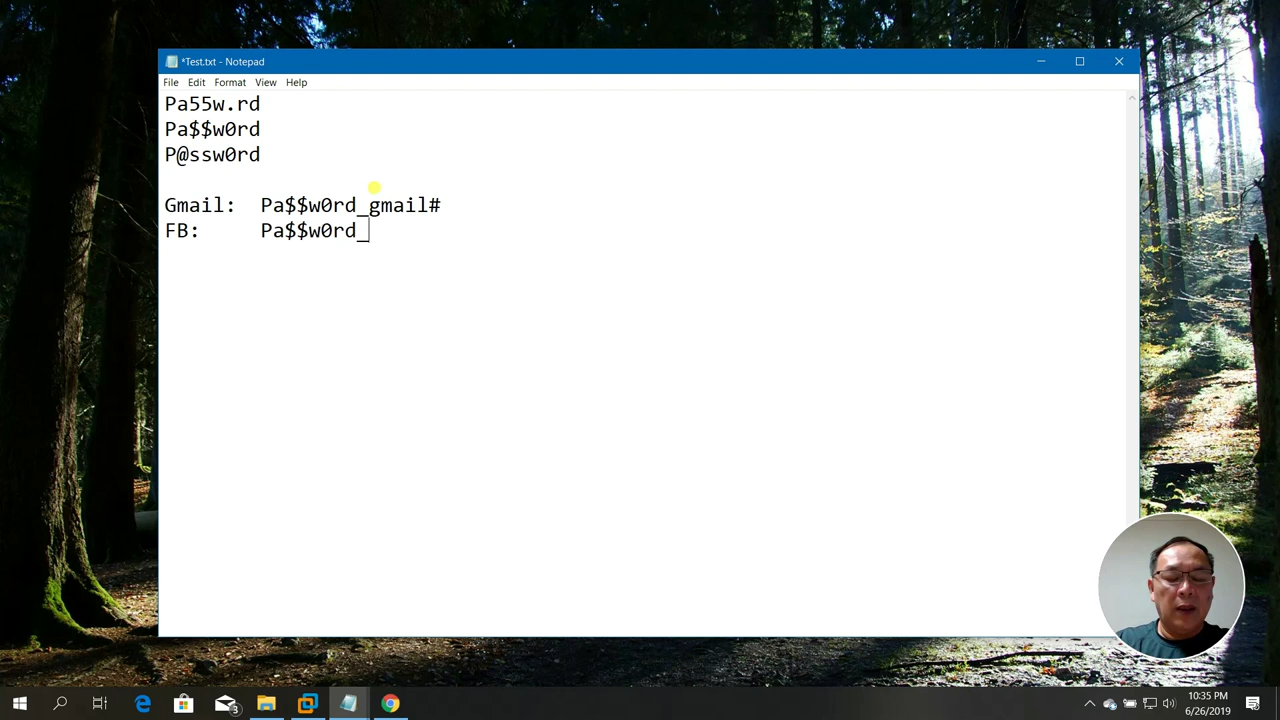 *Test.txt - Notepad
File Edit Format View Help
Pa55w.rd
Pa$$w0rd
P@ssw0rd
Gmail: Pa$$w0rd_gmail#
FB: Pa$$w0rd_
3
10:35 PM
6/26/2019